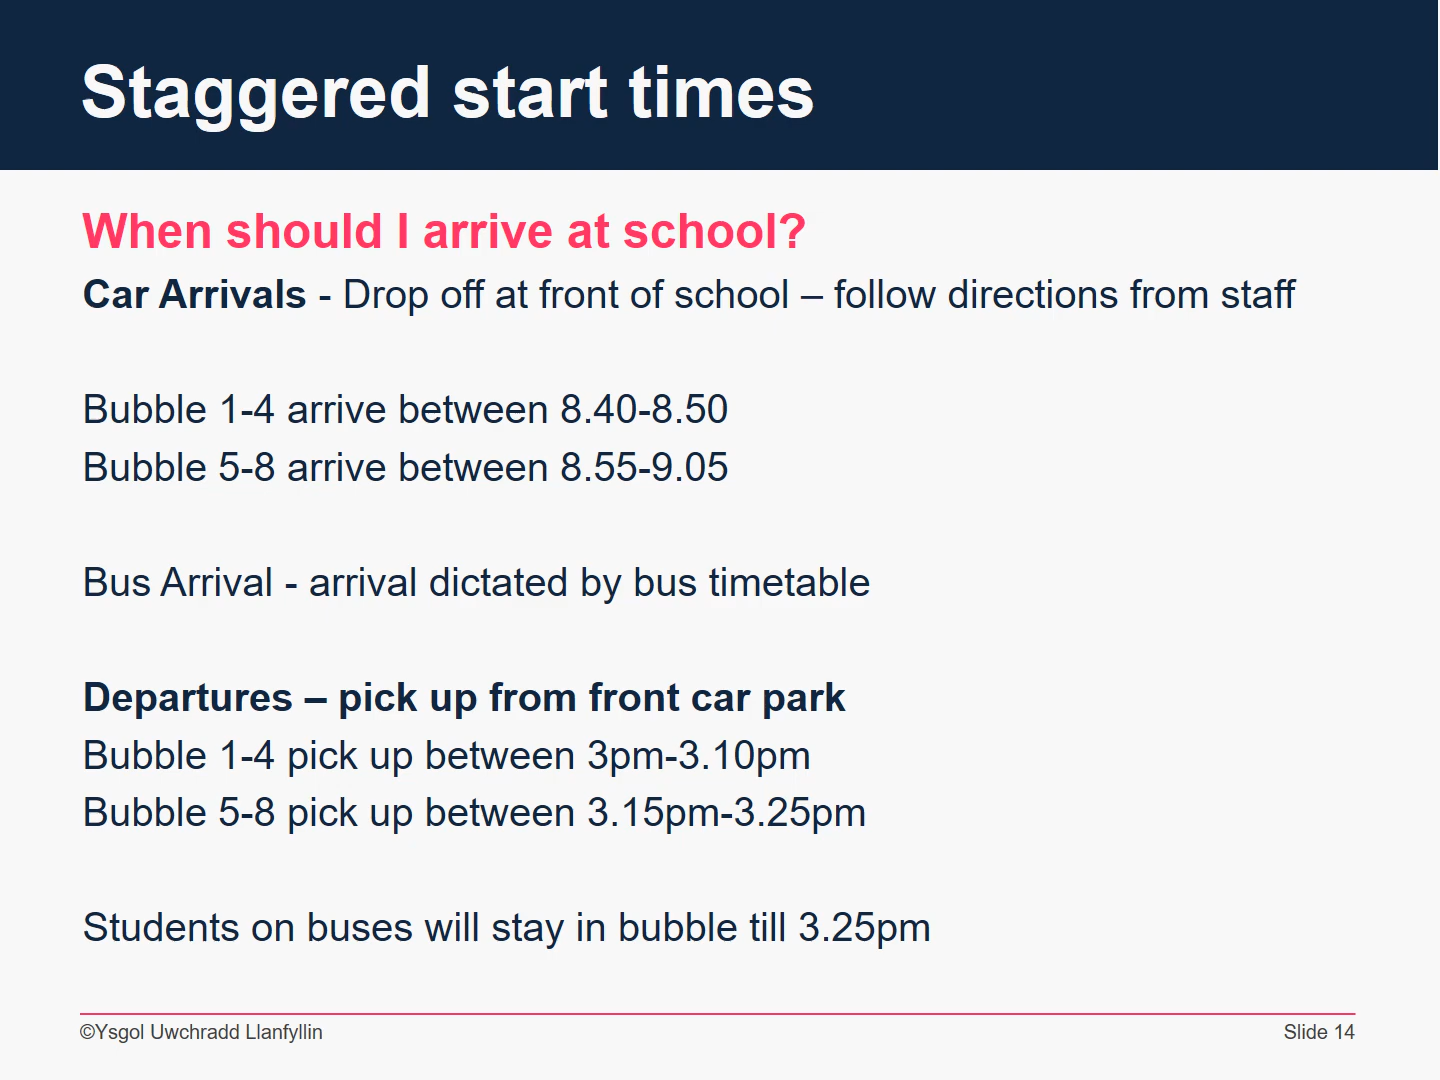 Staggered start times
When should I arrive at school?
Car Arrivals - Drop off at front of school – follow directions from staff
Bubble 1-4 arrive between 8.40-8.50
Bubble 5-8 arrive between 8.55-9.05
Bus Arrival - arrival dictated by bus timetable
Departures – pick up from front car park
Bubble 1-4 pick up between 3pm-3.10pm
Bubble 5-8 pick up between 3.15pm-3.25pm
Students on buses will stay in bubble till 3.25pm
©Ysgol Uwchradd Llanfyllin
Slide 14